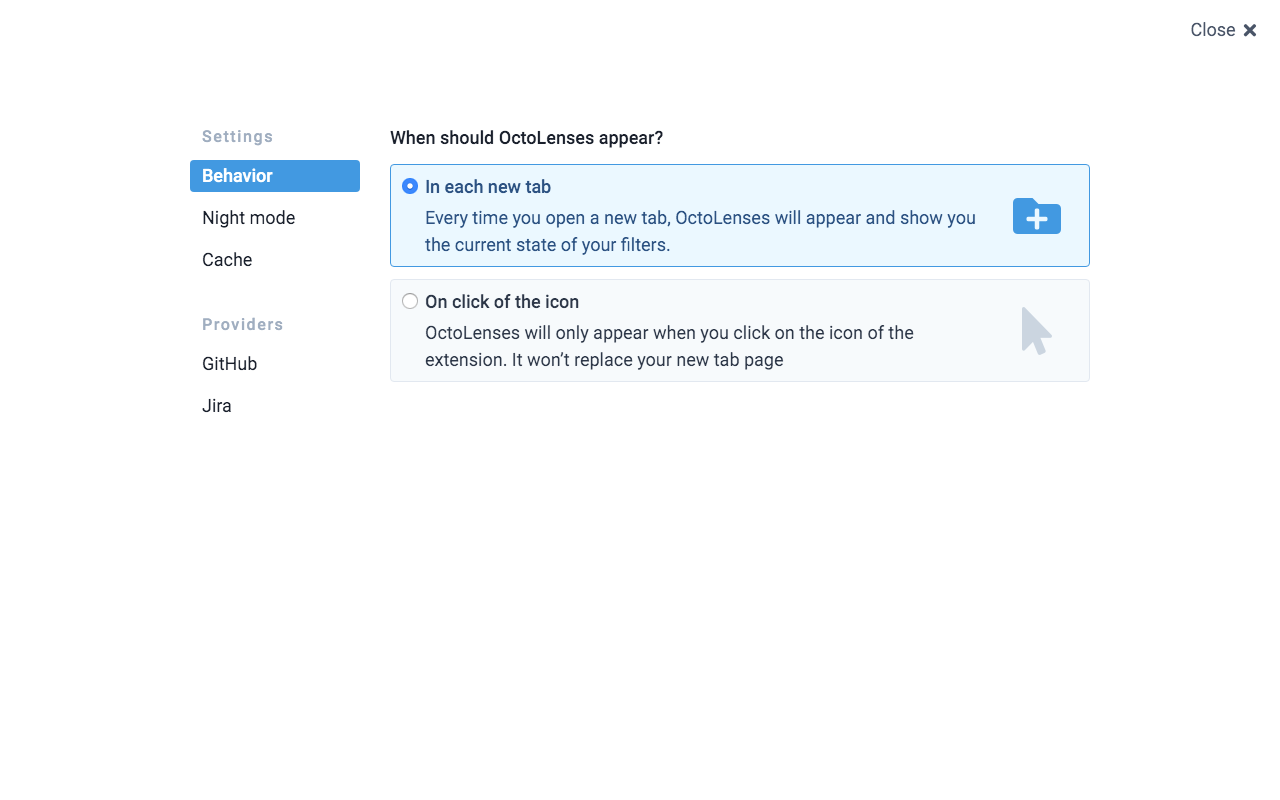 Close
Settings
Behavior
Night mode
Cache
Providers
GitHub
Jira
When should OctoLenses appear?
In each new tab
Every time you open a new tab, OctoLenses will appear and show you
the current state of your filters.
On click of the icon
OctoLenses will only appear when you click on the icon of the
extension. It won’t replace your new tab page